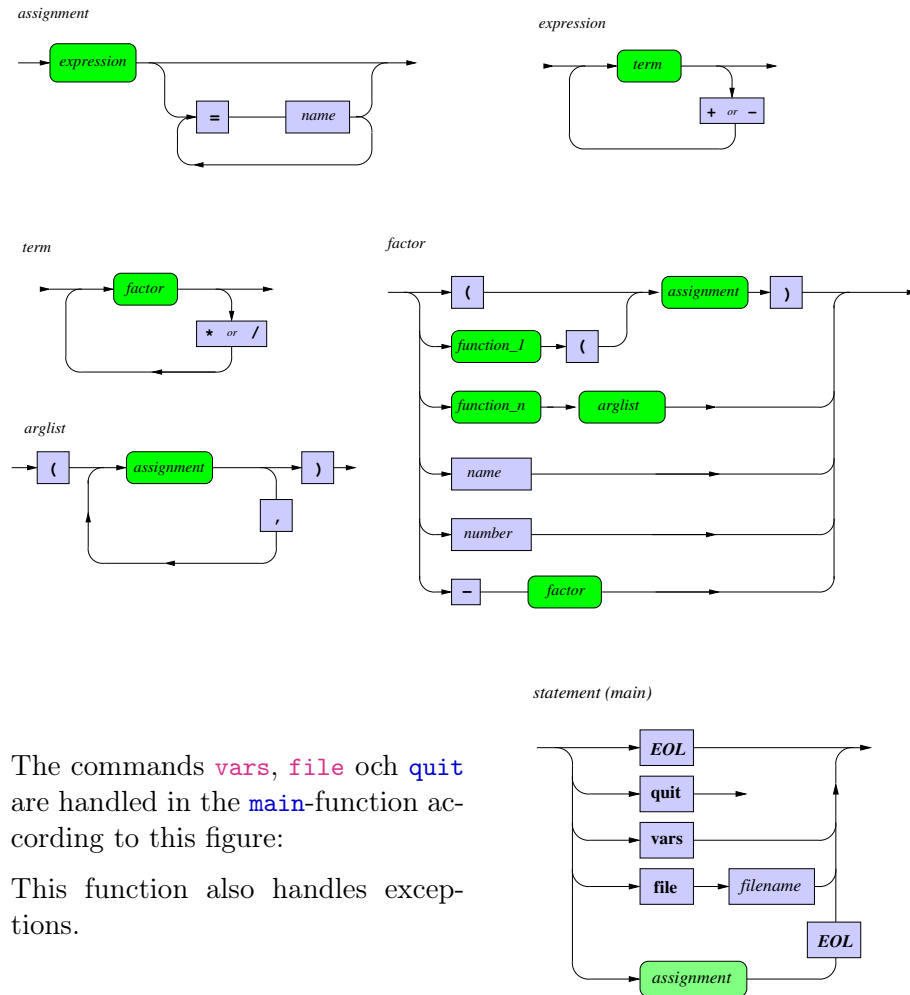 assignment
expression
= name
expression
term
+ or -
term
factor
* or /
factor
( assignment )
function_1 (
function_n arglist
name
number
- factor
arglist
( assignment )
,
statement (main)
EOL
quit
vars
file filename
EOL
assignment
The commands vars, file och quit
are handled in the main-function ac-
cording to this figure:
This function also handles excep-
tions.